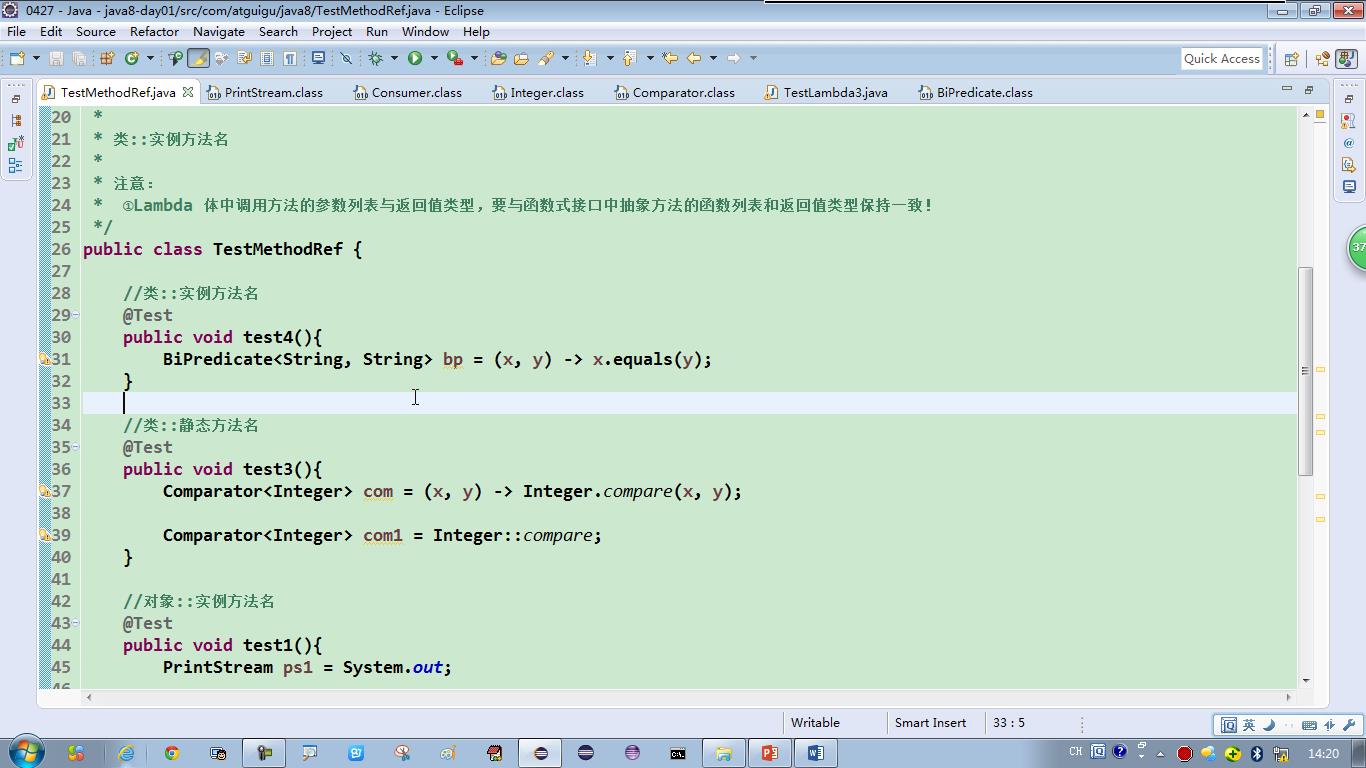 0427 - Java - java8-day01/src/com/atguigu/java8/TestMethodRef.java - Eclipse
File Edit Source Refactor Navigate Search Project Run Window Help
Quick Access
TestMethodRef.java PrintStream.class Consumer.class Integer.class Comparator.class TestLambda3.java BiPredicate.class
20 *
21 * 类::实例方法名
22 *
23 * 注意：
24 * ①Lambda 体中调用方法的参数列表与返回值类型，要与函数式接口中抽象方法的函数列表和返回值类型保持一致！
25 */
26 public class TestMethodRef {
27
28 //类::实例方法名
29 @Test
30 public void test4(){
31 BiPredicate<String, String> bp = (x, y) -> x.equals(y);
32 }
33
34 //类::静态方法名
35 @Test
36 public void test3(){
37 Comparator<Integer> com = (x, y) -> Integer.compare(x, y);
38
39 Comparator<Integer> com1 = Integer::compare;
40 }
41
42 //对象::实例方法名
43 @Test
44 public void test1(){
45 PrintStream ps1 = System.out;
46
37
Writable Smart Insert 33 : 5
英
CH 14:20